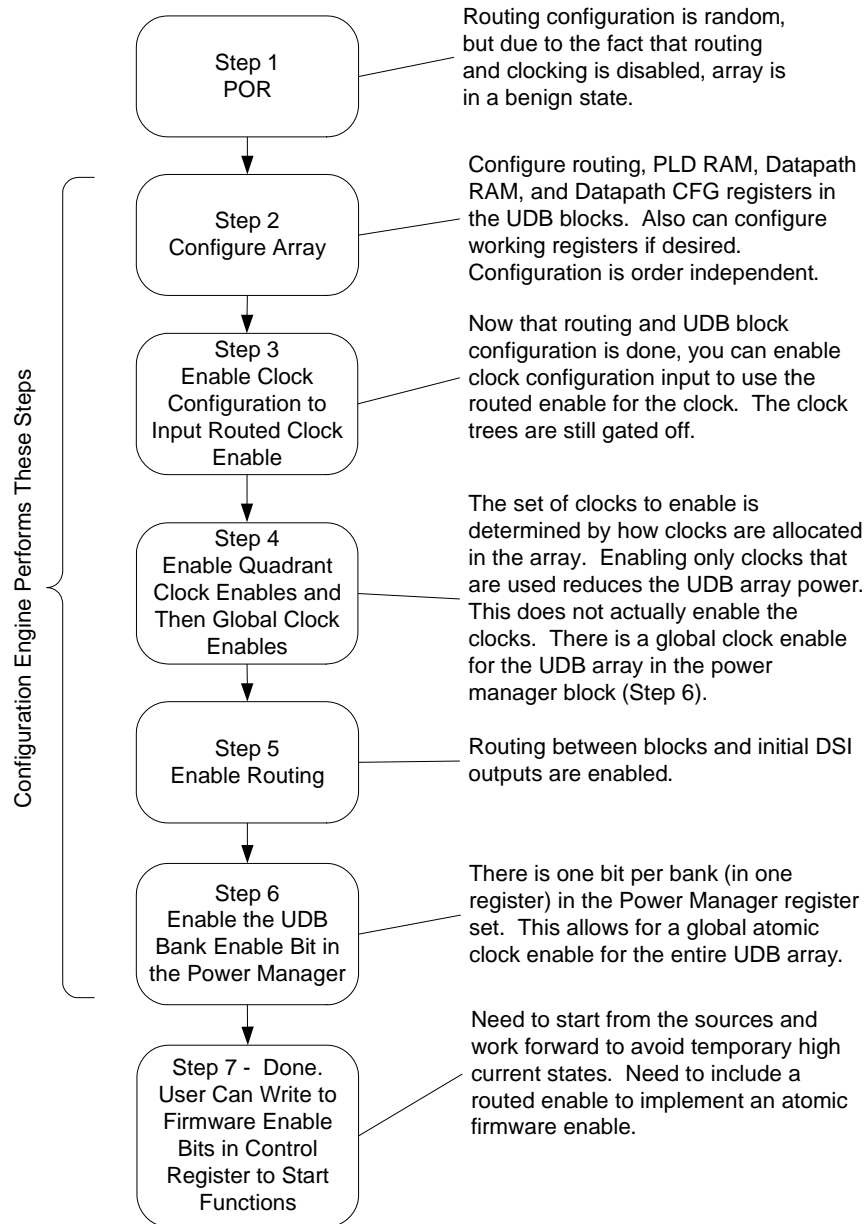 Step 1
POR
Routing configuration is random,
but due to the fact that routing
and clocking is disabled, array is
in a benign state.
Configuration Engine Performs These Steps
Step 2
Configure Array
Configure routing, PLD RAM, Datapath
RAM, and Datapath CFG registers in
the UDB blocks. Also can configure
working registers if desired.
Configuration is order independent.
Step 3
Enable Clock
Configuration to
Input Routed Clock
Enable
Now that routing and UDB block
configuration is done, you can enable
clock configuration input to use the
routed enable for the clock. The clock
trees are still gated off.
Step 4
Enable Quadrant
Clock Enables and
Then Global Clock
Enables
The set of clocks to enable is
determined by how clocks are allocated
in the array. Enabling only clocks that
are used reduces the UDB array power.
This does not actually enable the
clocks. There is a global clock enable
for the UDB array in the power
manager block (Step 6).
Step 5
Enable Routing
Routing between blocks and initial DSI
outputs are enabled.
Step 6
Enable the UDB
Bank Enable Bit in
the Power Manager
There is one bit per bank (in one
register) in the Power Manager register
set. This allows for a global atomic
clock enable for the entire UDB array.
Step 7 - Done.
User Can Write to
Firmware Enable
Bits in Control
Register to Start
Functions
Need to start from the sources and
work forward to avoid temporary high
current states. Need to include a
routed enable to implement an atomic
firmware enable.